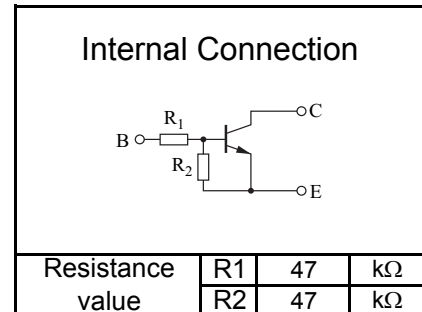 Internal Connection
C
R1
B
R2
E
Resistance value R1 47 kΩ
R2 47 kΩ